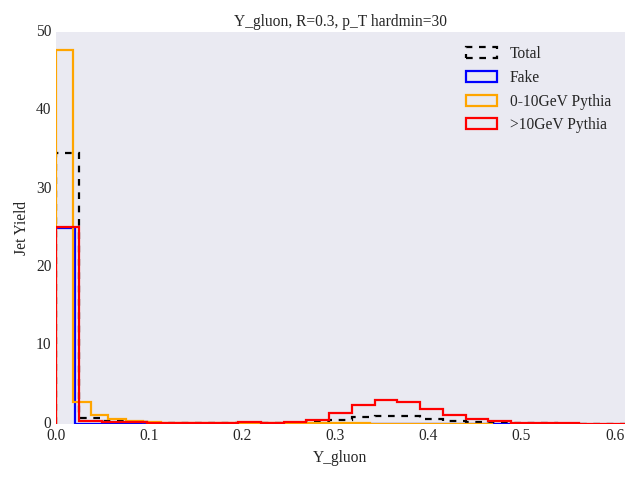 Y_gluon, R=0.3, p_T hardmin=30
50
40
30
20
10
0
Jet Yield
Total
Fake
0-10GeV Pythia
>10GeV Pythia
0.0 0.1 0.2 0.3 0.4 0.5 0.6
Y_gluon